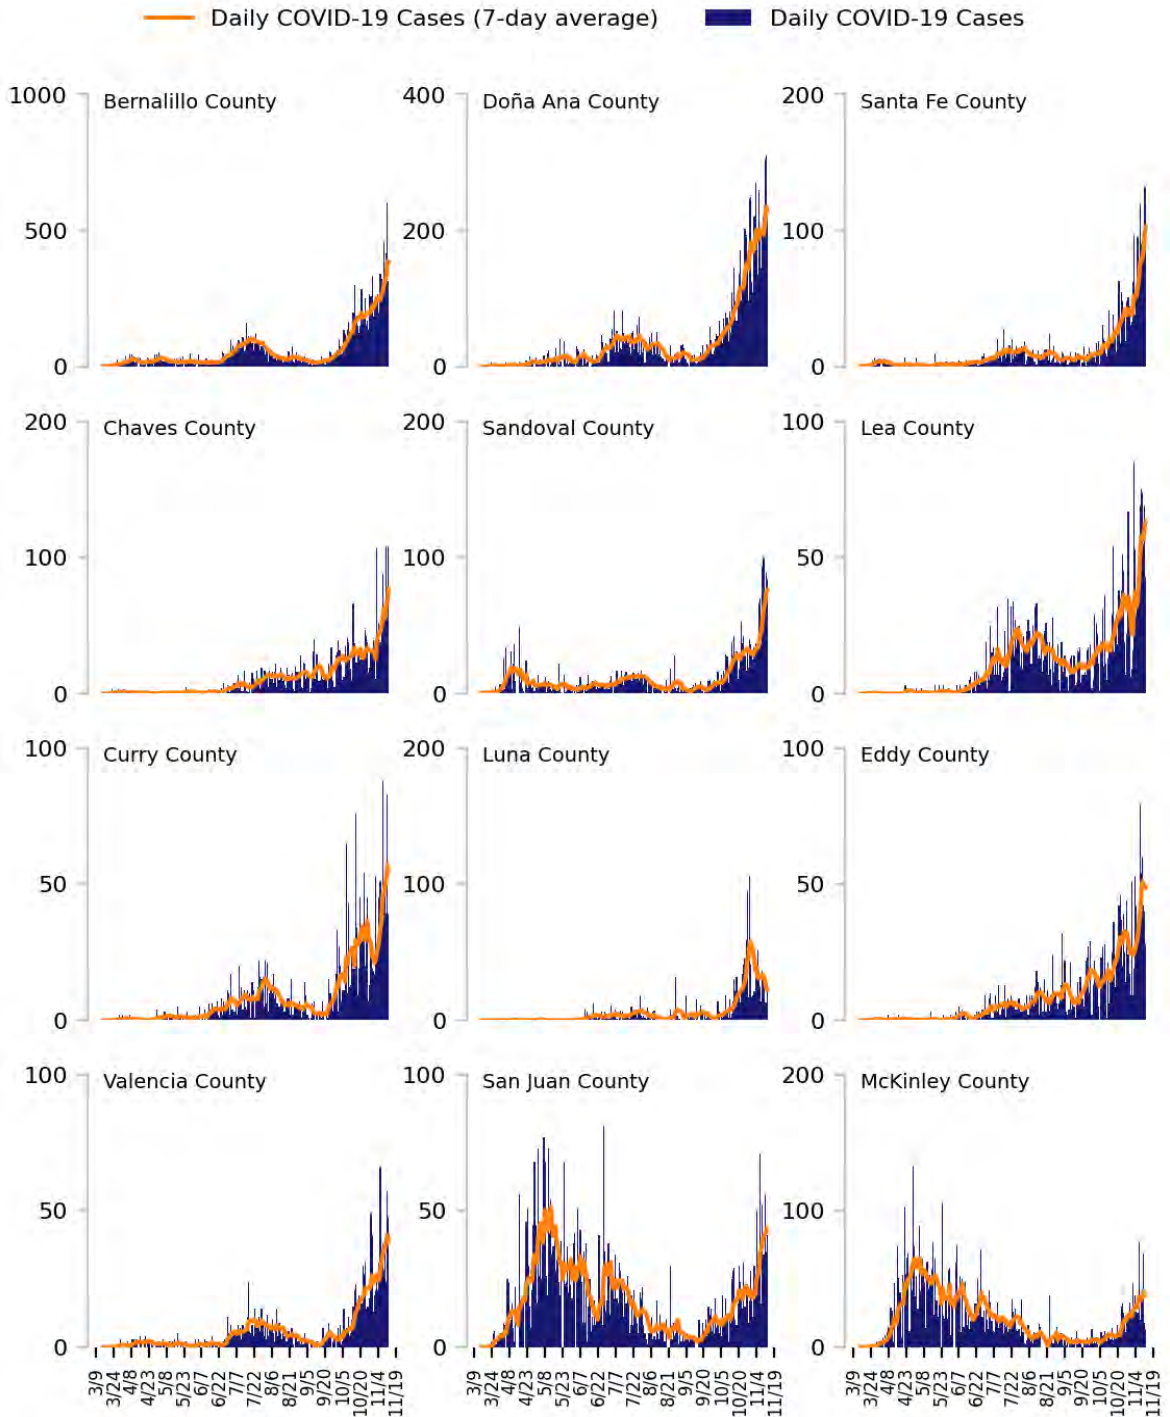 Daily COVID-19 Cases (7-day average) Daily COVID-19 Cases
1000 Bernalillo County 400 Doña Ana County 200 Santa Fe County
500 200 100
0 0 0
200 Chaves County 200 Sandoval County 100 Lea County
100 100 50
0 0 0
100 Curry County 200 Luna County 100 Eddy County
50 100 50
0 0 0
100 Valencia County 100 San Juan County 200 McKinley County
50 50 100
0 0 0
3/9 3/24 4/8 4/23 5/8 5/23 6/7 6/22 7/7 7/22 8/6 8/21 9/5 9/20 10/5 10/20 11/4 11/19 3/9 3/24 4/8 4/23 5/8 5/23 6/7 6/22 7/7 7/22 8/6 8/21 9/5 9/20 10/5 10/20 11/4 11/19 3/9 3/24 4/8 4/23 5/8 5/23 6/7 6/22 7/7 7/22 8/6 8/21 9/5 9/20 10/5 10/20 11/4 11/19